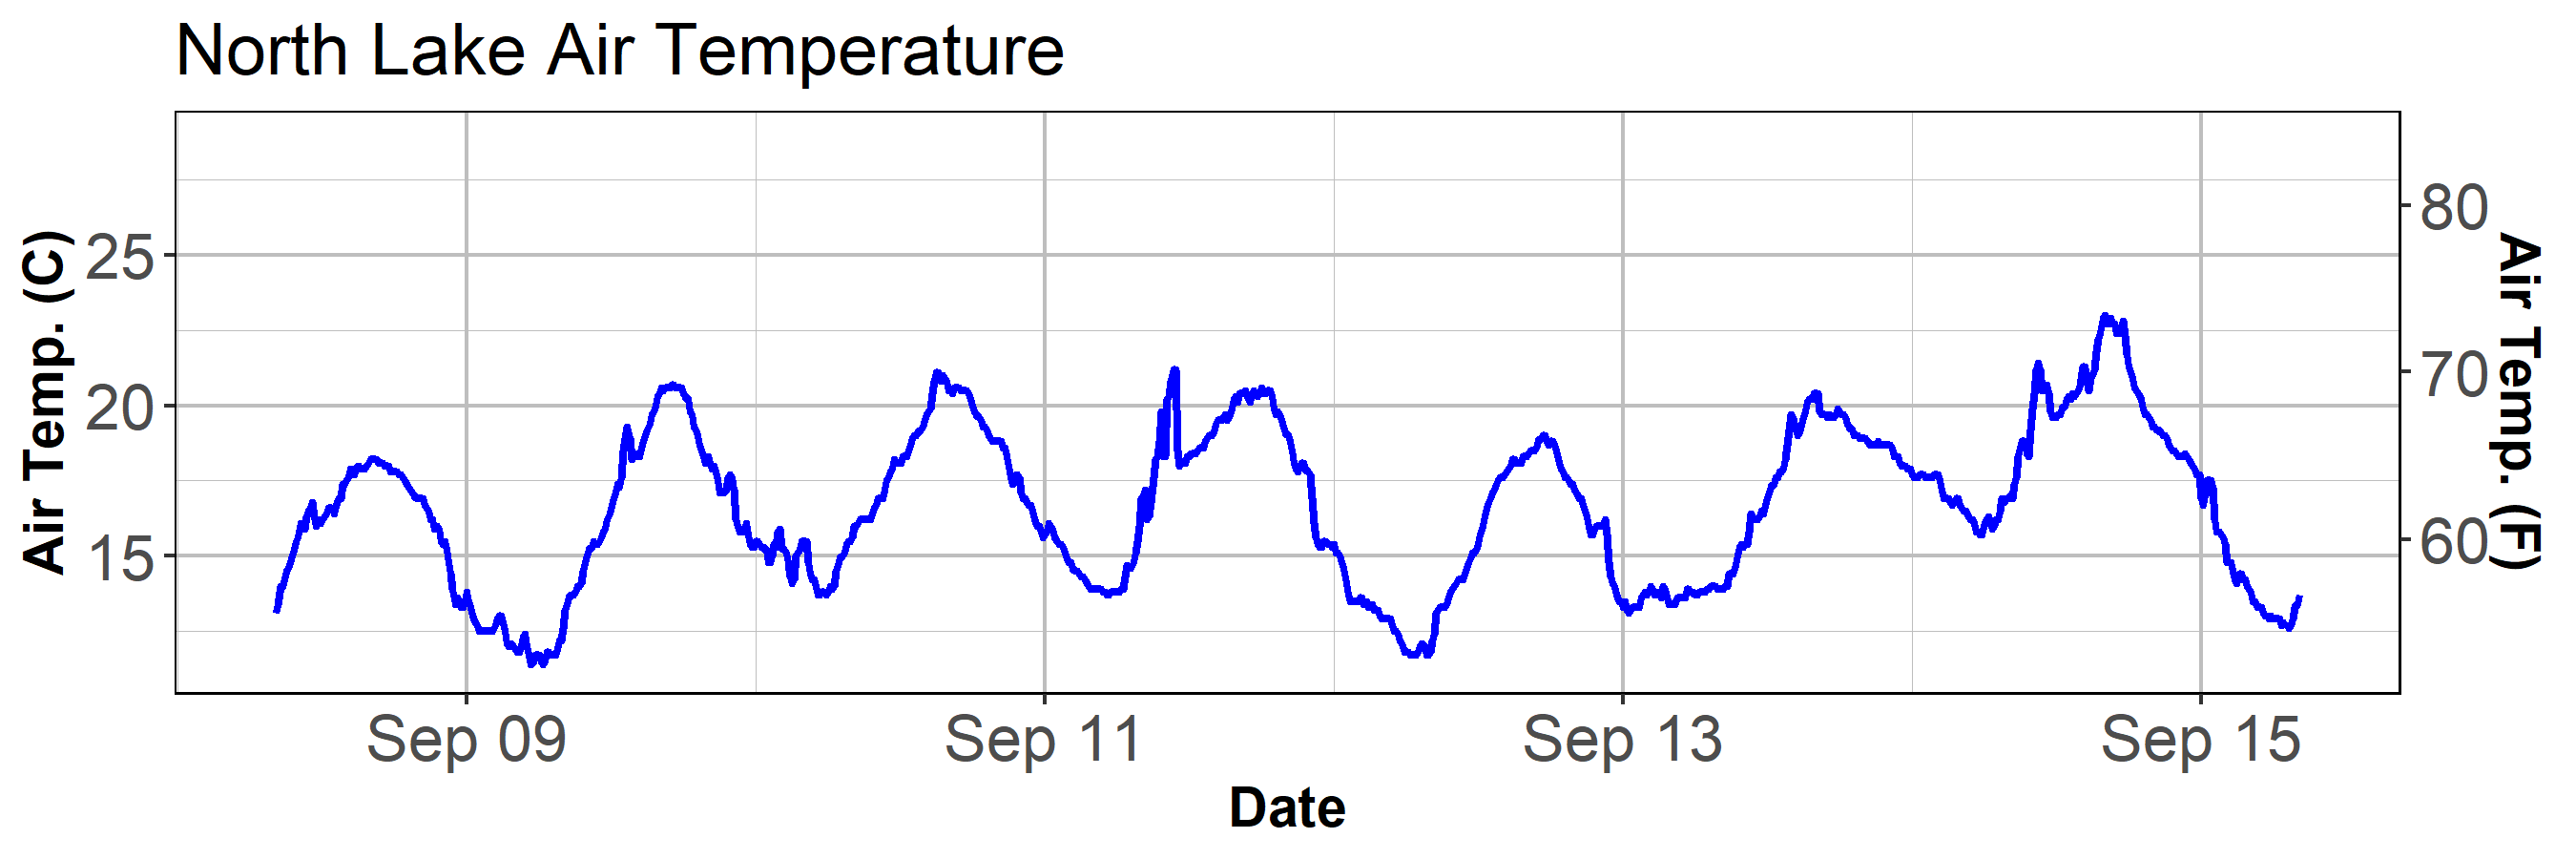 North Lake Air Temperature
Air Temp. (C)
25
20
15
80
70
60
Air Temp. (F)
Sep 09 Sep 11 Sep 13 Sep 15
Date